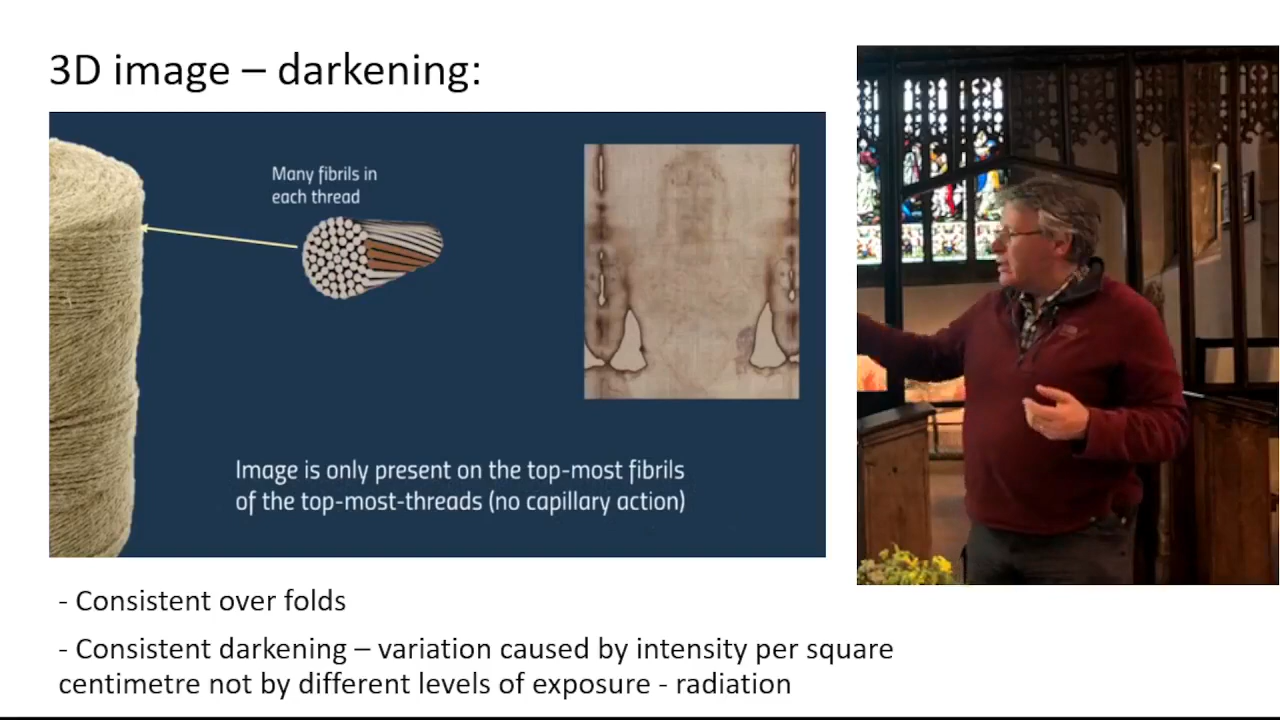 3D image – darkening:
Many fibrils in
each thread
Image is only present on the top-most fibrils
of the top-most-threads (no capillary action)
- Consistent over folds
- Consistent darkening – variation caused by intensity per square
centimetre not by different levels of exposure - radiation